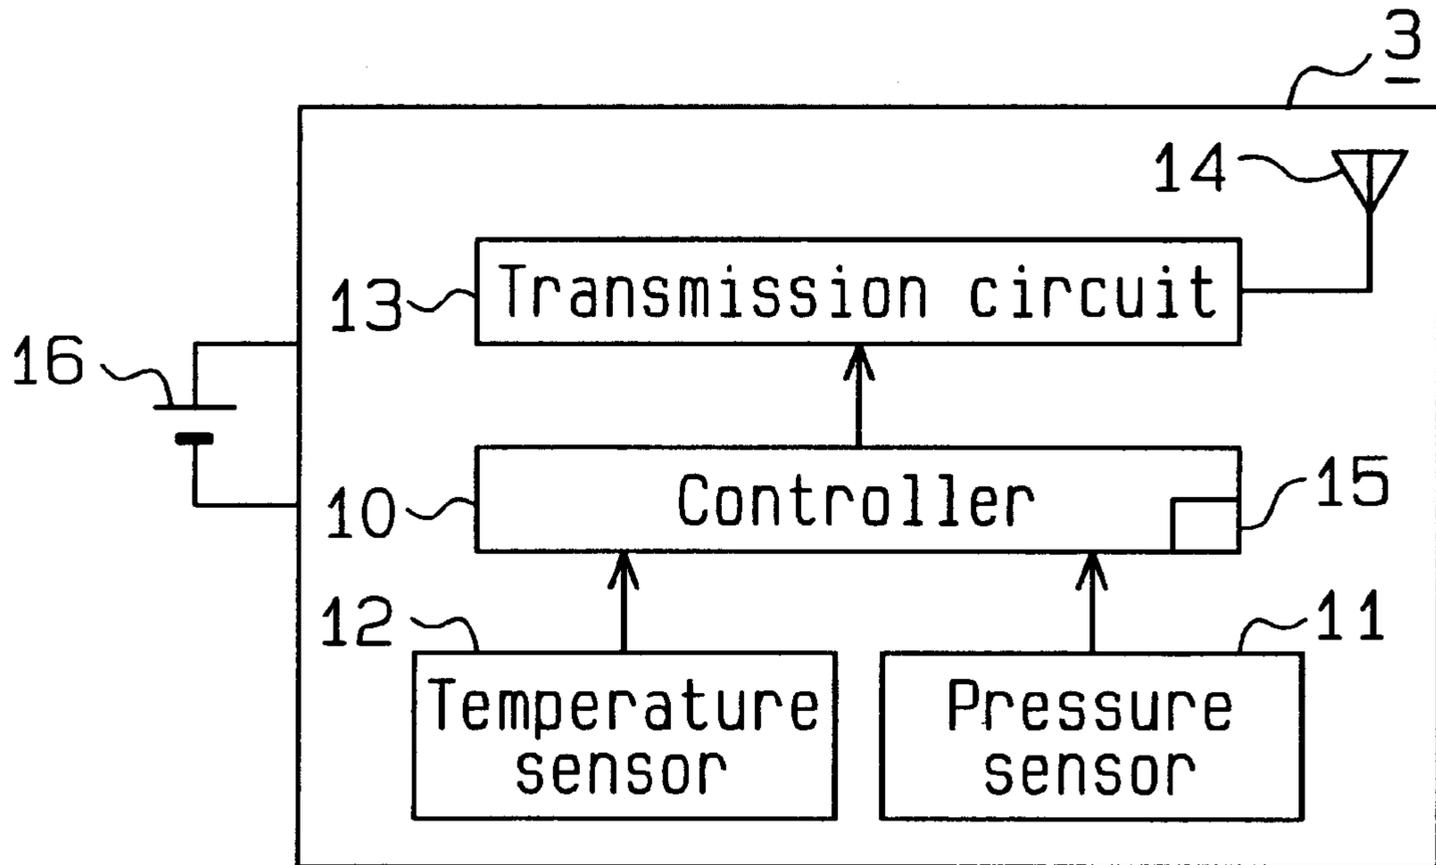 3
14
13
Transmission circuit
16
10
Controller
15
12
11
Temperature
sensor
Pressure
sensor